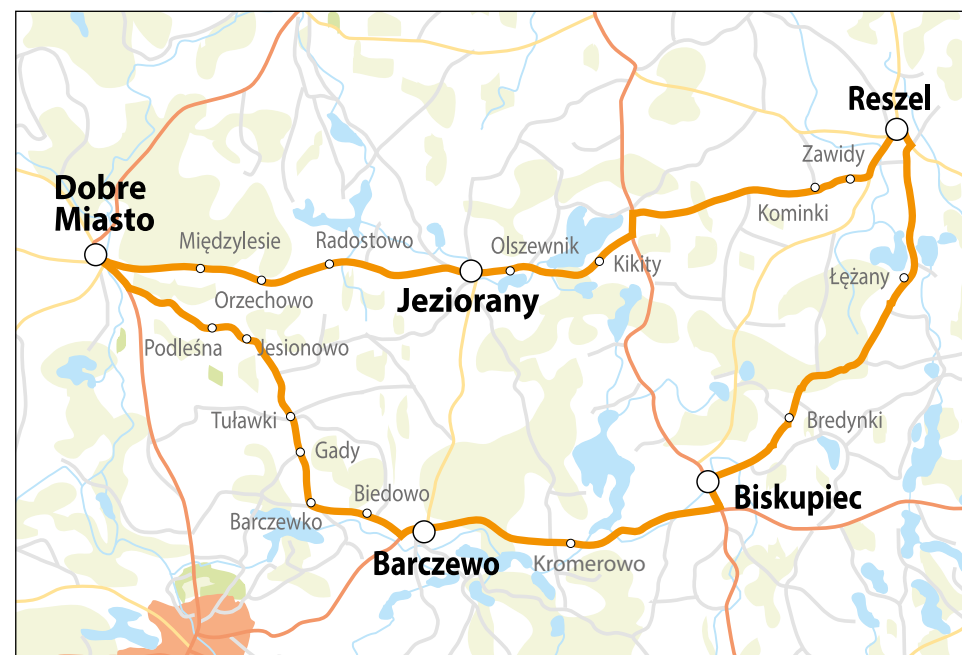 Reszel
Zawidy
Dobre
Miasto
Kominki
Międzylesie
Radostowo
Olszewnik
Kikity
Łężany
Orzechowo
Jeziorany
Podleśna
Jesionowo
Tuławki
Bredynki
Gady
Biedowo
Biskupiec
Barczewko
Barczewo
Kromerowo